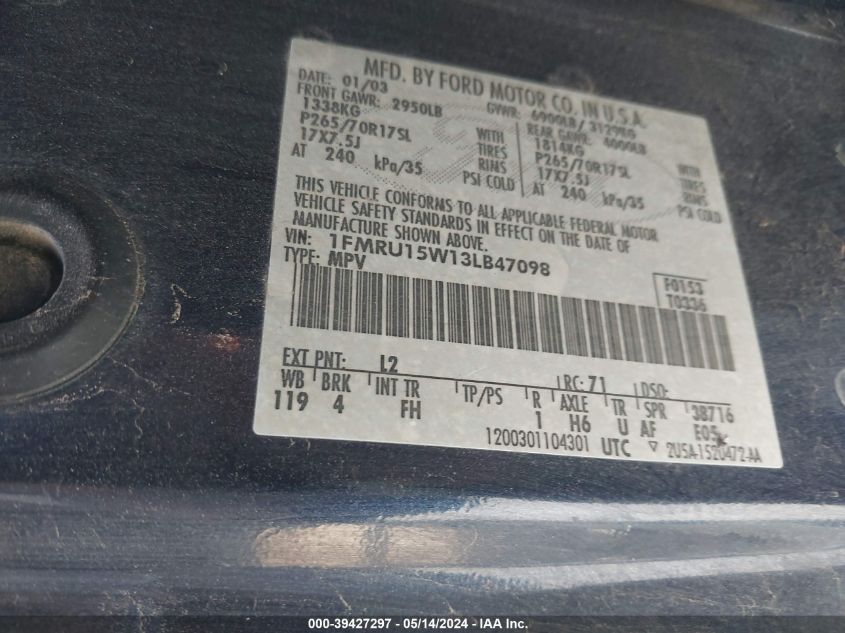 MFD. BY FORD MOTOR CO. IN U.S.A.
DATE: 01/03 GVWR: 6900LB / 3129KG
FRONT GAWR: 2950LB REAR GAWR: 4000LB
1338KG WITH 1814KG WITH
P265/70R17SL TIRES P265/70R17SL TIRES
17X7.5J RIMS 17X7.5J RIMS
AT 240 kPa/35 PSI COLD AT 240 kPa/35 PSI COLD
THIS VEHICLE CONFORMS TO ALL APPLICABLE FEDERAL MOTOR
VEHICLE SAFETY STANDARDS IN EFFECT ON THE DATE OF
MANUFACTURE SHOWN ABOVE.
VIN: 1FMRU15W13LB47098
TYPE: MPV
F0153
T0336
EXT PNT: L2 RC: 71 DSO:
WB BRK INT TR TP/PS R AXLE TR SPR 38716
119 4 FH 1 H6 U AF E05
1200301104301 UTC 2U5A-1520472-AA
000-39427297 - 05/14/2024 - IAA Inc.